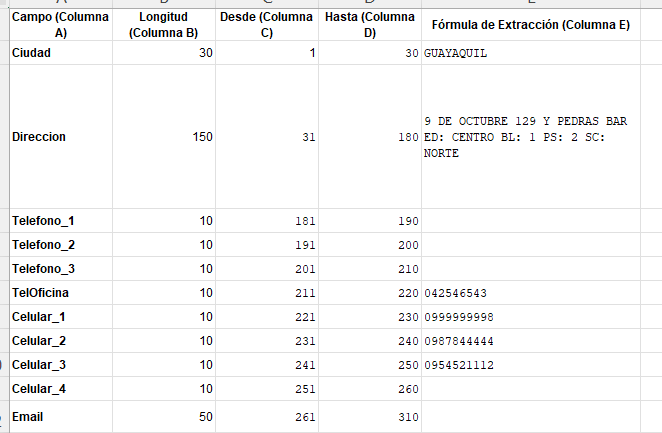 Campo (Columna A) Longitud (Columna B) Desde (Columna C) Hasta (Columna D) Fórmula de Extracción (Columna E)
Ciudad 30 1 30 GUAYAQUIL
Direccion 150 31 180 9 DE OCTUBRE 129 Y PEDRAS BAR
ED: CENTRO BL: 1 PS: 2 SC:
NORTE
Telefono_1 10 181 190
Telefono_2 10 191 200
Telefono_3 10 201 210
TelOficina 10 211 220 042546543
Celular_1 10 221 230 0999999998
Celular_2 10 231 240 0987844444
Celular_3 10 241 250 0954521112
Celular_4 10 251 260
Email 50 261 310